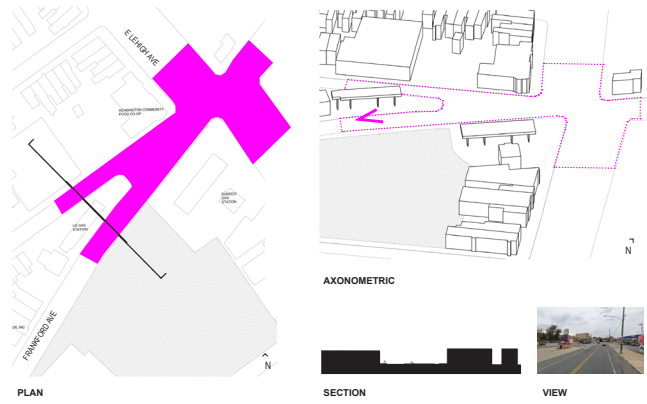 E LEHIGH AVE
KENSINGTON COMMUNITY
FOOD CO-OP
SUNOCO
GAS
STATION
US GAS
STATION
FRANKFORD AVE
N
PLAN
N
AXONOMETRIC
SECTION
VIEW